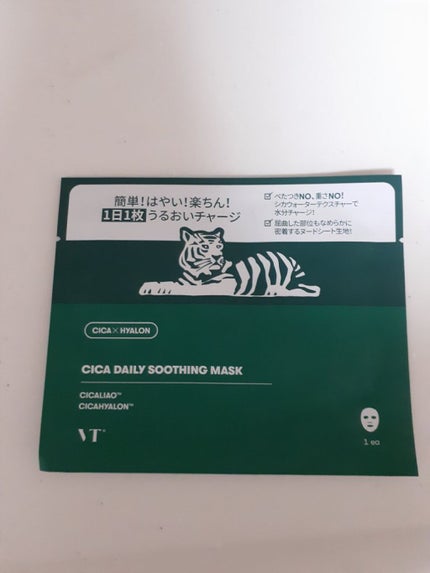 簡単!はやい!楽ちん!
1日1枚うるおいチャージ
べたつきNO、重さNO!
シカウォーターテクスチャーで
水分チャージ!
屈曲した部位もなめらかに
密着するヌードシート生地!
CICA×HYALON
CICA DAILY SOOTHING MASK
CICALIAO™
CICAHYALON™
VT®
1 ea